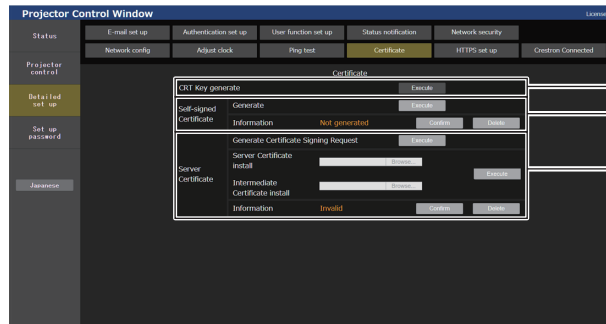 Projector Control Window
License
Status
E-mail set up
Authentication set up
User function set up
Status notification
Network security
Network config
Adjust clock
Ping test
Certificate
HTTPS set up
Crestron Connected
Projector
control
Detailed
set up
Set up
password
Japanese
Certificate
CRT Key generate
Execute
Self-signed
Certificate
Generate
Execute
Information
Not generated
Confirm
Delete
Server
Certificate
Generate Certificate Signing Request
Execute
Server Certificate
install
Browse...
Intermediate
Certificate install
Browse...
Execute
Information
Invalid
Confirm
Delete